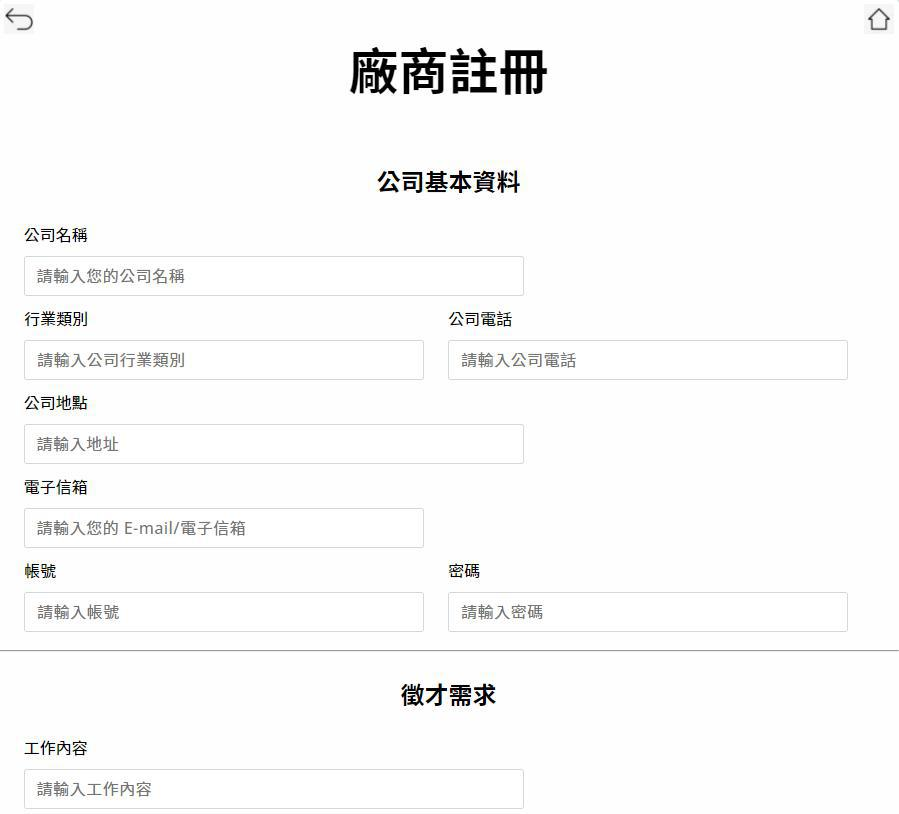 廠商註冊
公司基本資料
公司名稱
請輸入您的公司名稱
行業類別
公司電話
請輸入公司行業類別
請輸入公司電話
公司地點
請輸入地址
電子信箱
請輸入您的 E-mail/電子信箱
帳號
密碼
請輸入帳號
請輸入密碼
徵才需求
工作內容
請輸入工作內容